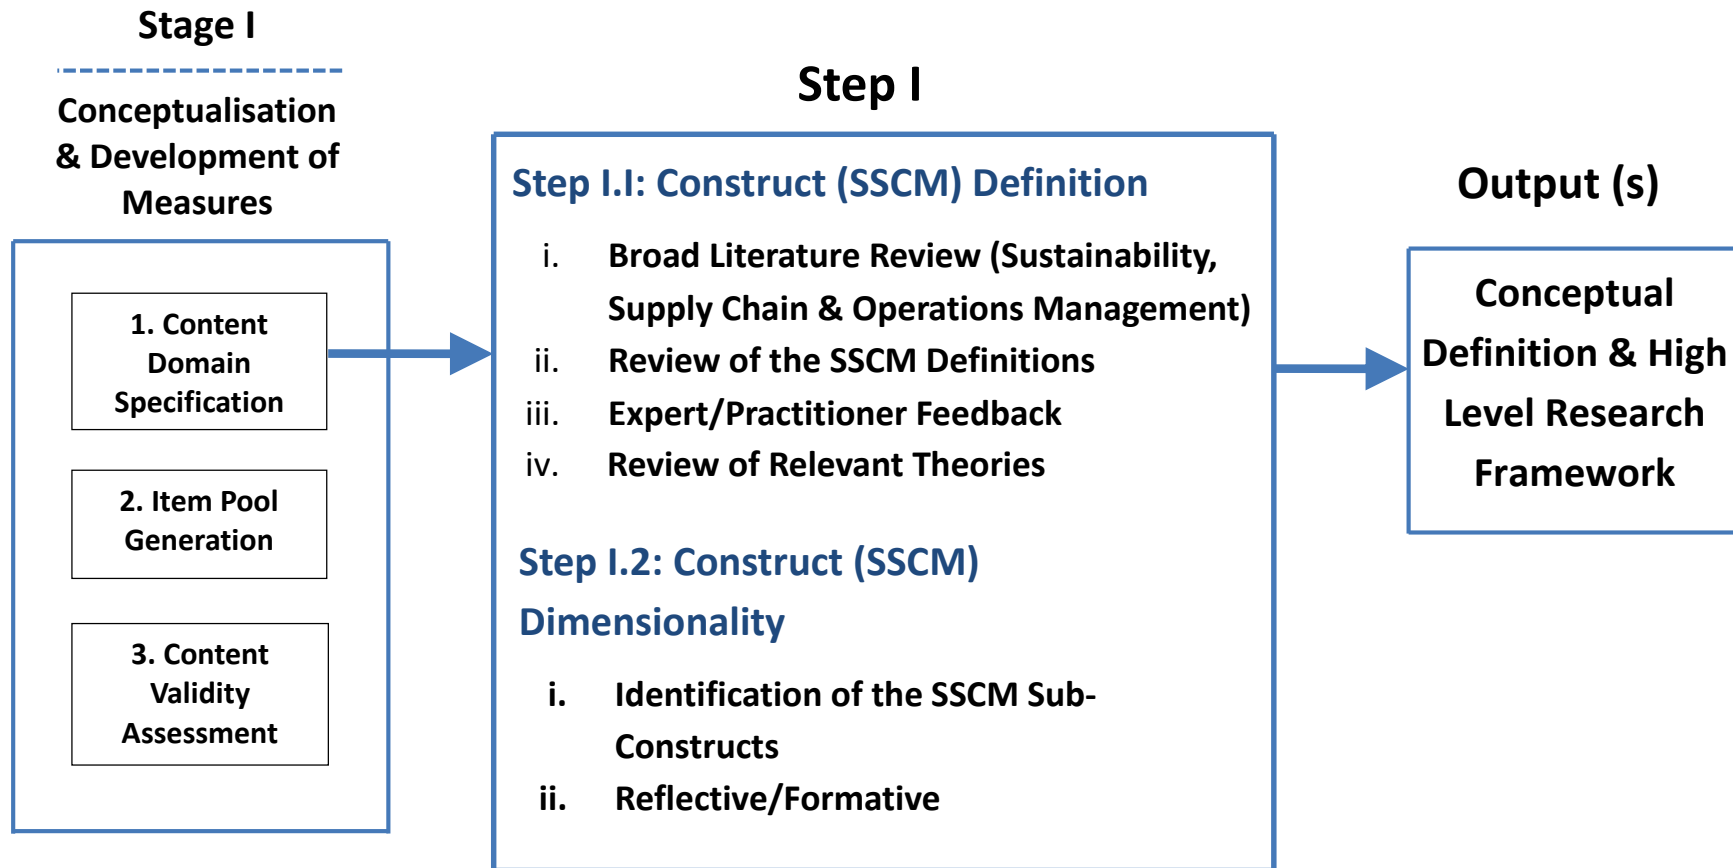 Stage I
Conceptualisation
& Development of
Measures
1. Content
Domain
Specification
2. Item Pool
Generation
3. Content
Validity
Assessment
Step I
Step I.I: Construct (SSCM) Definition
i. Broad Literature Review (Sustainability,
Supply Chain & Operations Management)
ii. Review of the SSCM Definitions
iii. Expert/Practitioner Feedback
iv. Review of Relevant Theories
Step I.2: Construct (SSCM)
Dimensionality
i. Identification of the SSCM Sub-
Constructs
ii. Reflective/Formative
Output (s)
Conceptual
Definition & High
Level Research
Framework